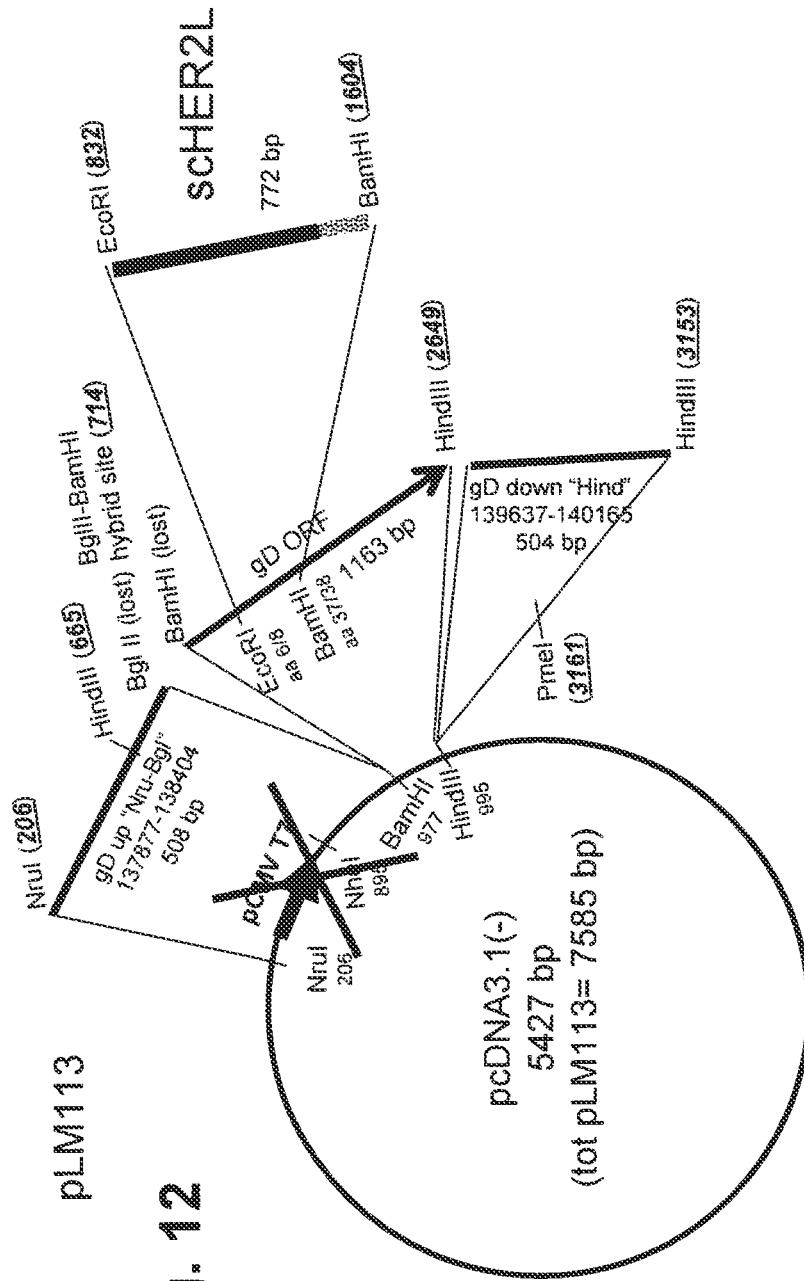 pLM113
. 12
NruI (206)
gD up "Nru-Bgl"
137877-138404
508 bp
HindIII (665)
BglII-BamHI
Bgl II (lost) hybrid site (714)
BamHI (lost)
EcoRI (832)
772 bp
scHER2L
BamHI (1604)
gD ORF
1163 bp
EcoRI
aa 6/8
BamHI
aa 37/38
HindIII (2649)
gD down "Hind"
139637-140165
504 bp
HindIII (3153)
PmeI
(3161)
pCMV T7
NruI
206
NheI
895
BamHI
977
HindIII
995
pcDNA3.1(-)
5427 bp
(tot pLM113= 7585 bp)